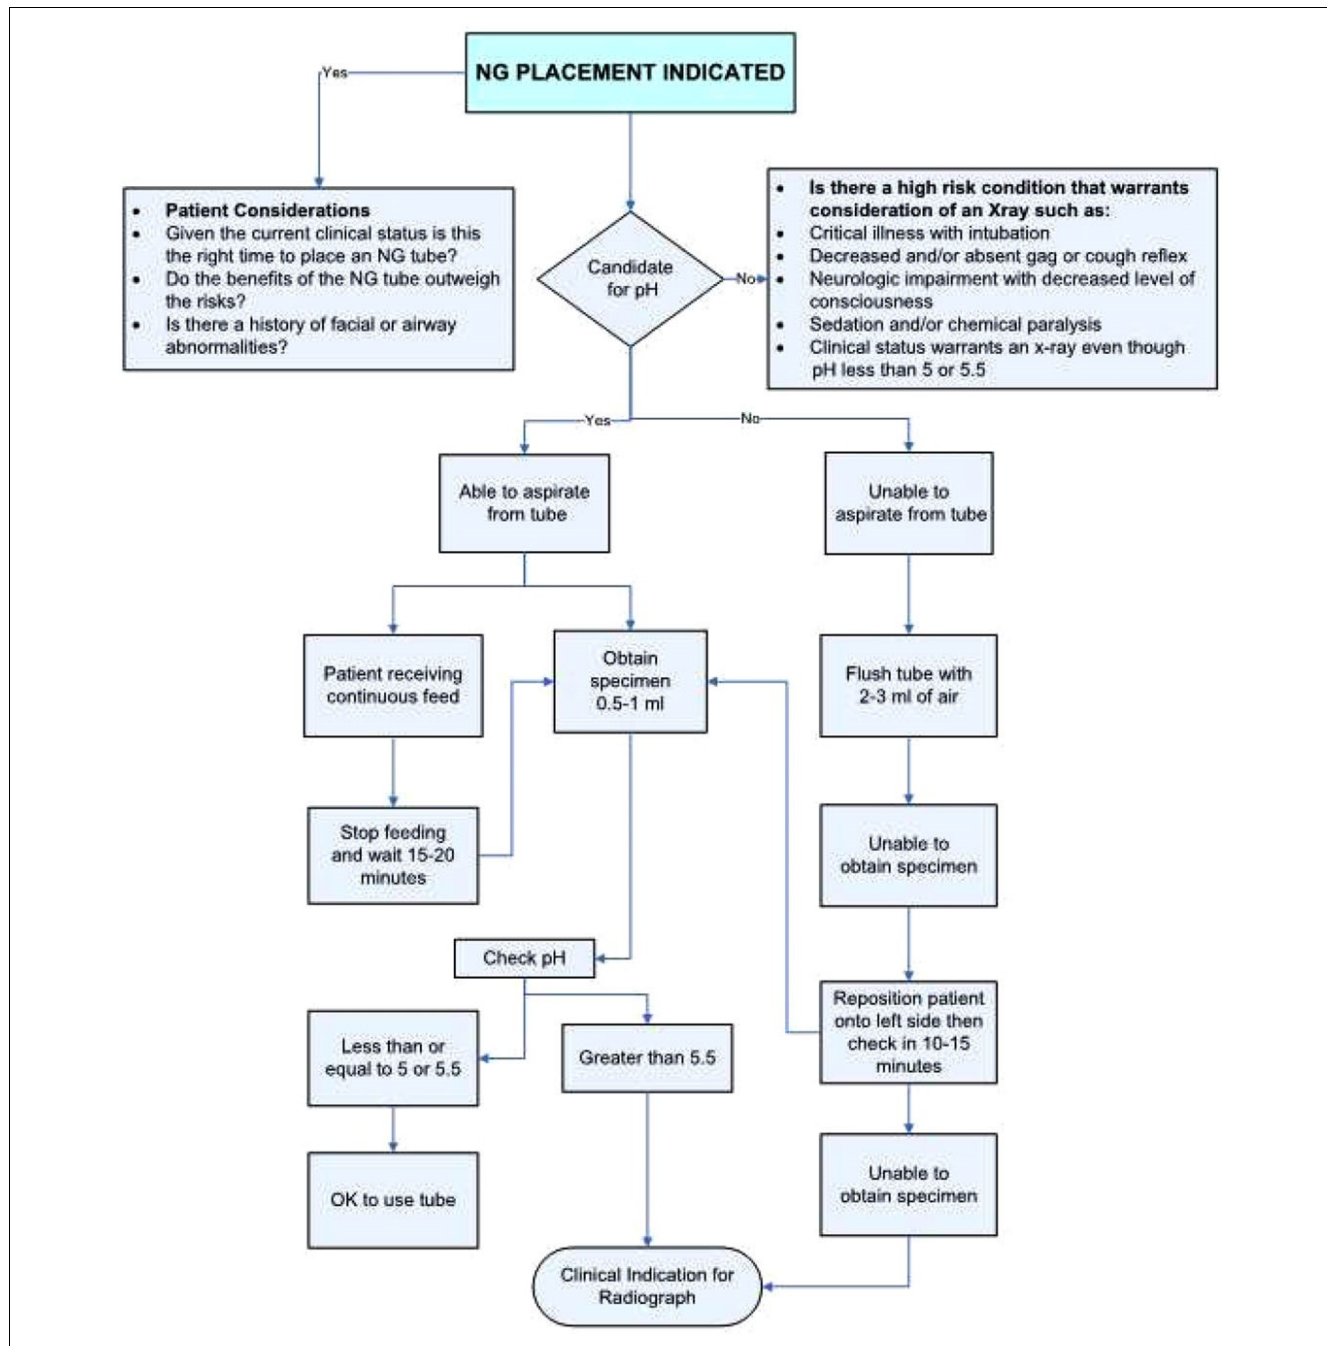 NG PLACEMENT INDICATED
Yes
• Patient Considerations
• Given the current clinical status is this
the right time to place an NG tube?
• Do the benefits of the NG tube outweigh
the risks?
• Is there a history of facial or airway
abnormalities?
Candidate
for pH
No
• Is there a high risk condition that warrants
consideration of an Xray such as:
• Critical illness with intubation
• Decreased and/or absent gag or cough reflex
• Neurologic impairment with decreased level of
consciousness
• Sedation and/or chemical paralysis
• Clinical status warrants an x-ray even though
pH less than 5 or 5.5
Yes
No
Able to aspirate
from tube
Unable to
aspirate from tube
Patient receiving
continuous feed
Obtain
specimen
0.5-1 ml
Flush tube with
2-3 ml of air
Stop feeding
and wait 15-20
minutes
Unable to
obtain specimen
Check pH
Reposition patient
onto left side then
check in 10-15
minutes
Less than or
equal to 5 or 5.5
Greater than 5.5
OK to use tube
Unable to
obtain specimen
Clinical Indication for
Radiograph